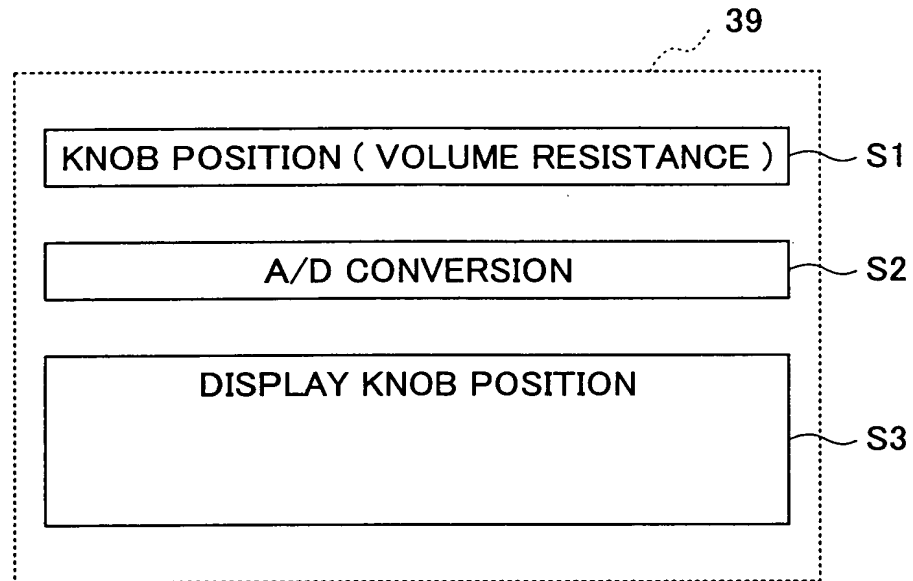 39
KNOB POSITION ( VOLUME RESISTANCE )
S1
A/D CONVERSION
S2
DISPLAY KNOB POSITION
S3